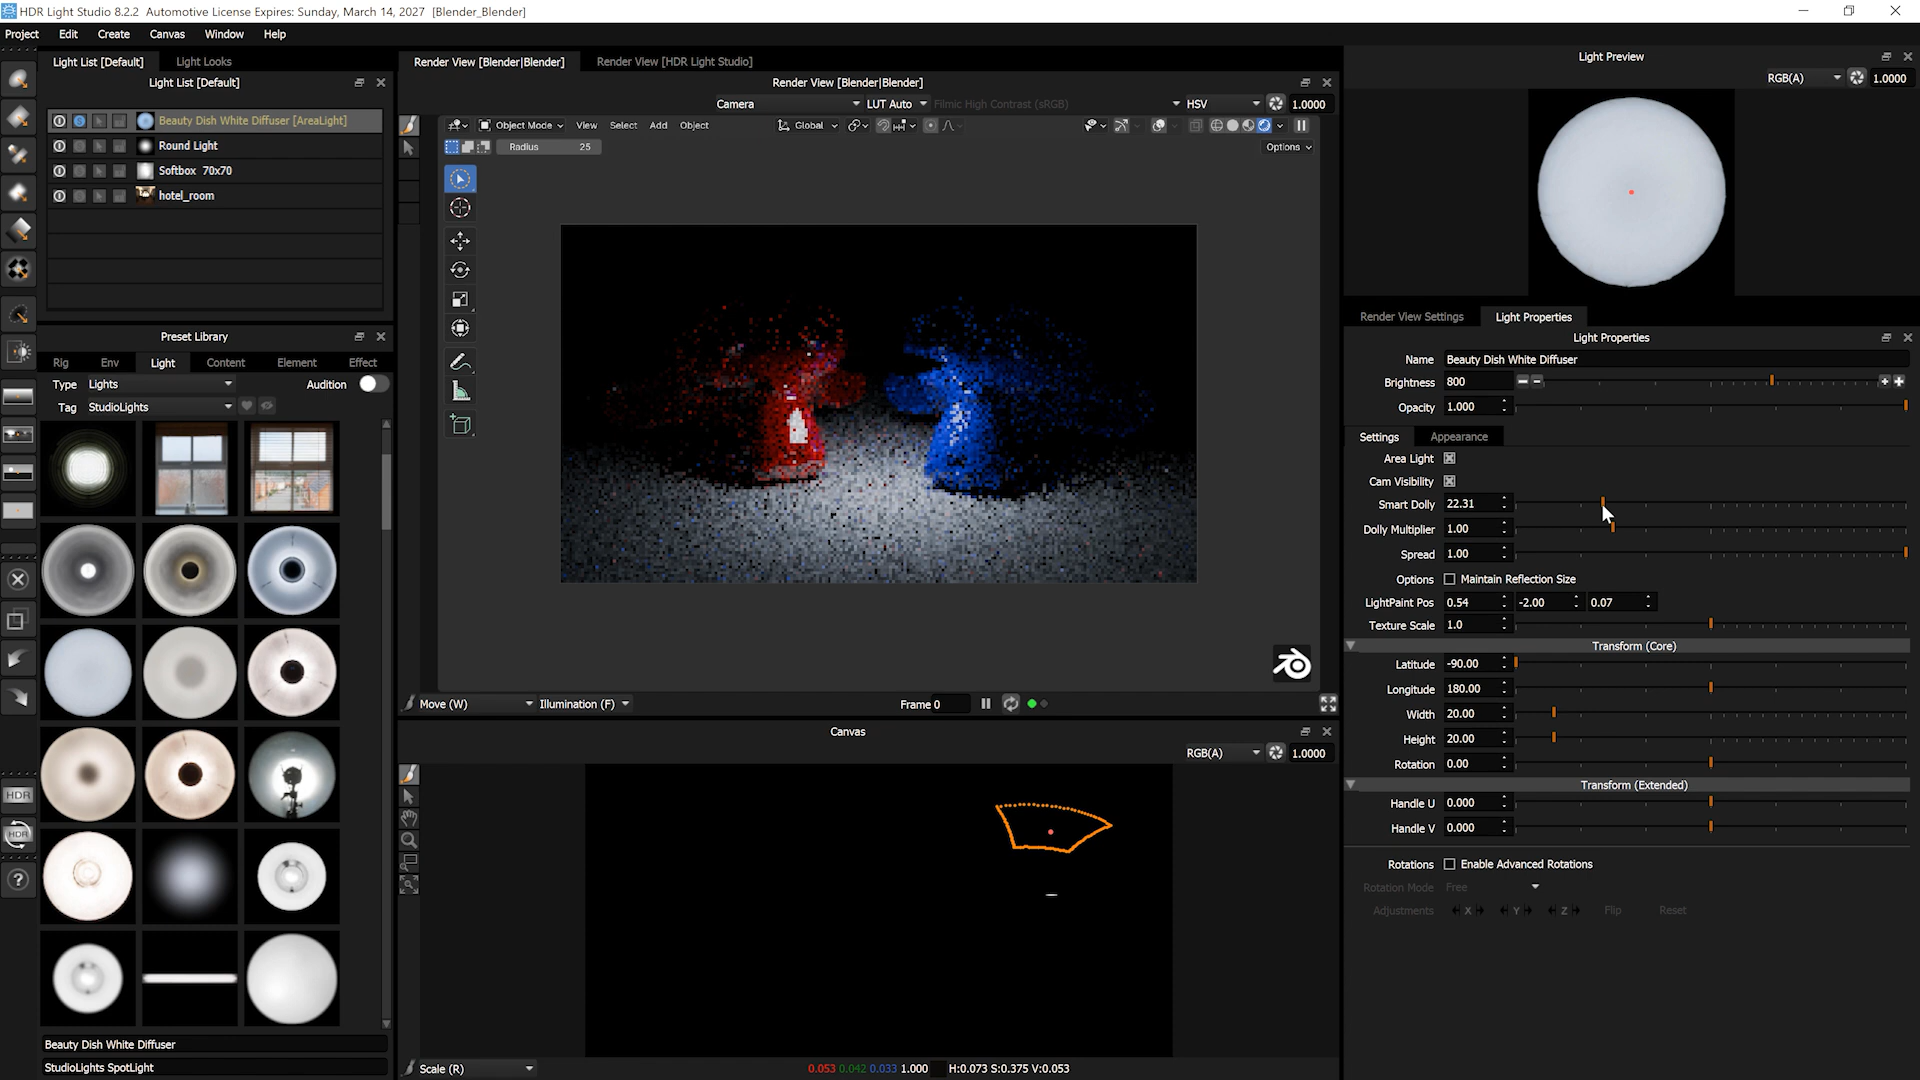 HDR Light Studio 8.2.2  Automotive License Expires: Sunday, March 14, 2027  [Blender_Blender]
Project Edit Create Canvas Window Help
Light List [Default] Light Looks
Light List [Default]
Beauty Dish White Diffuser [AreaLight]
Round Light
Softbox 70x70
hotel_room
Preset Library
Rig Env Light Content Element Effect
Type Lights Audition
Tag StudioLights
Beauty Dish White Diffuser
StudioLights SpotLight
HDR
HDR
?
Render View [Blender|Blender] Render View [HDR Light Studio]
Render View [Blender|Blender]
Camera LUT Auto Filmic High Contrast (sRGB) HSV 1.0000
Object Mode View Select Add Object Global
Radius 25 Options
Move (W) Illumination (F) Frame 0
Canvas
RGB(A) 1.0000
Scale (R) 0.053 0.042 0.033 1.000 H:0.073 S:0.375 V:0.053
Light Preview
RGB(A) 1.0000
Render View Settings Light Properties
Light Properties
Name Beauty Dish White Diffuser
Brightness 800
Opacity 1.000
Settings Appearance
Area Light
Cam Visibility
Smart Dolly 22.31
Dolly Multiplier 1.00
Spread 1.00
Options Maintain Reflection Size
LightPaint Pos 0.54 -2.00 0.07
Texture Scale 1.0
Transform (Core)
Latitude -90.00
Longitude 180.00
Width 20.00
Height 20.00
Rotation 0.00
Transform (Extended)
Handle U 0.000
Handle V 0.000
Rotations Enable Advanced Rotations
Rotation Mode Free
Adjustments X Y Z Flip Reset